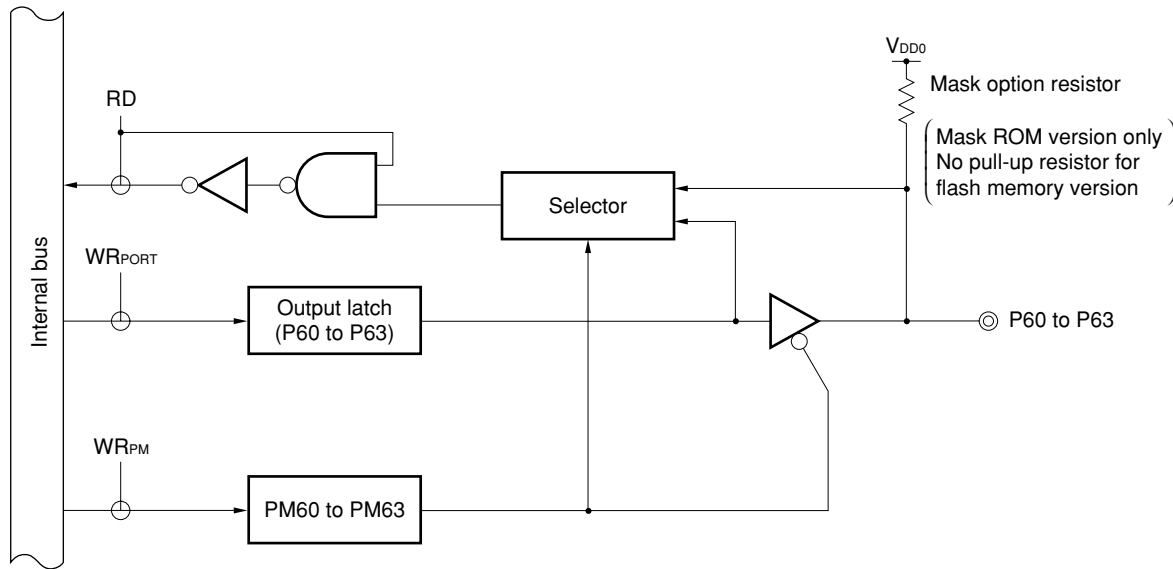 VDD0
Mask option resistor
Mask ROM version only
No pull-up resistor for
flash memory version
RD
Selector
WRPORT
Internal bus
Output latch
(P60 to P63)
P60 to P63
WRPM
PM60 to PM63